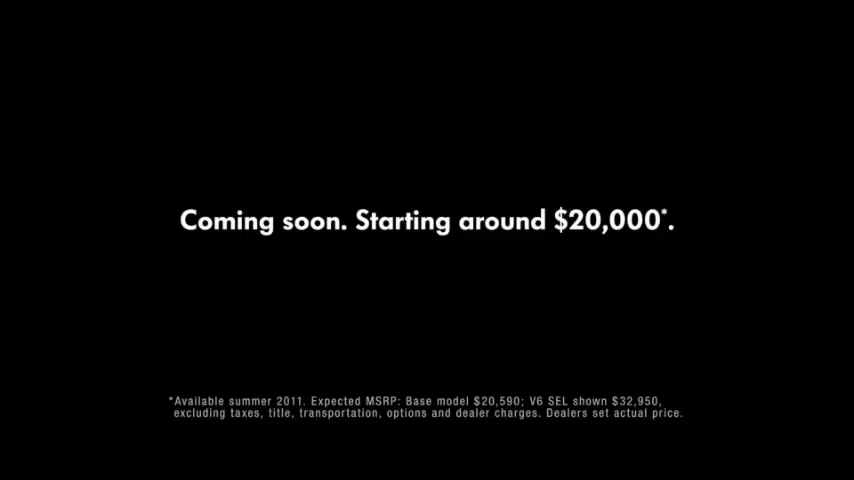 Coming soon. Starting around $20,000*.
*Available summer 2011. Expected MSRP: Base model $20,590; V6 SEL shown $32,950,
excluding taxes, title, transportation, options and dealer charges. Dealers set actual price.